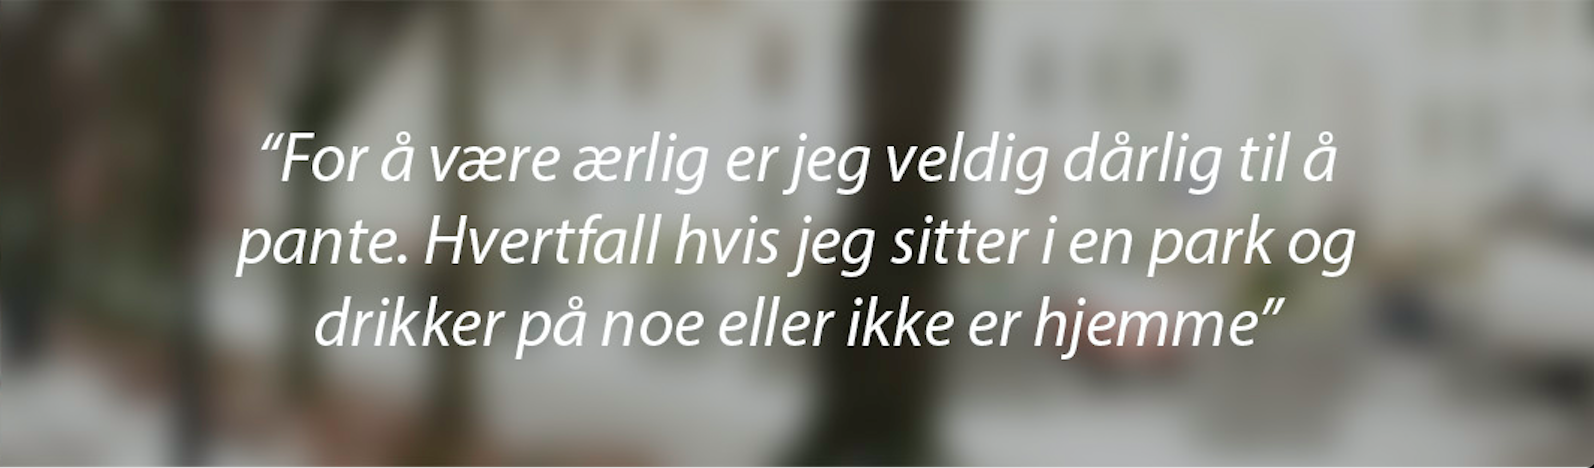 “For å være ærlig er jeg veldig dårlig til å
pante. Hvertfall hvis jeg sitter i en park og
drikker på noe eller ikke er hjemme”